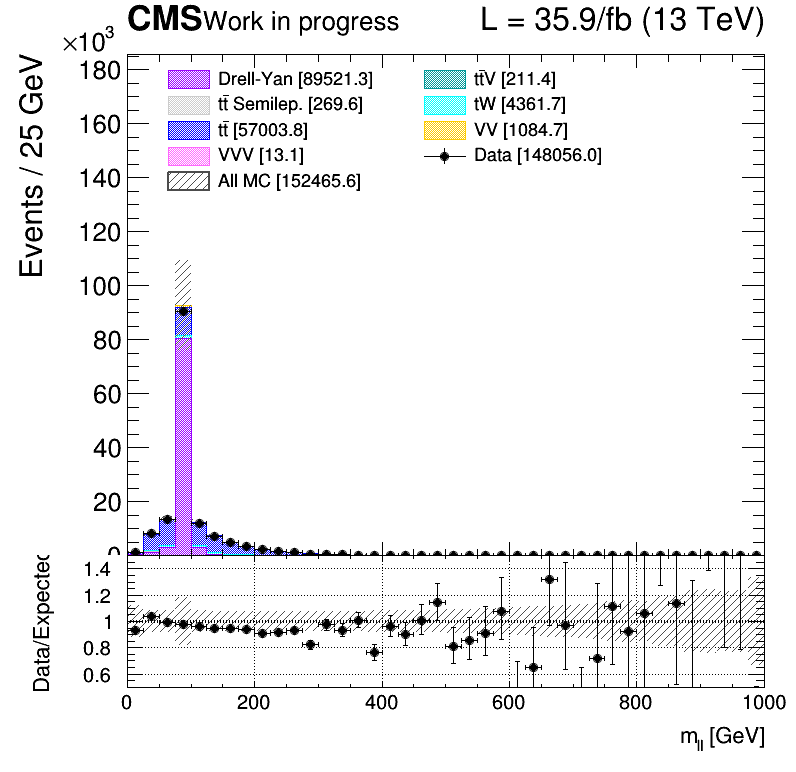 CMS Work in progress L = 35.9/fb (13 TeV)
×10³
Events / 25 GeV
180
160
140
120
100
80
60
40
20
0
Drell-Yan [89521.3]
tt̄ Semilep. [269.6]
tt̄ [57003.8]
VVV [13.1]
All MC [152465.6]
tt̄V [211.4]
tW [4361.7]
VV [1084.7]
Data [148056.0]
Data/Expected
1.4
1.2
1
0.8
0.6
0 200 400 600 800 1000
m_ll [GeV]